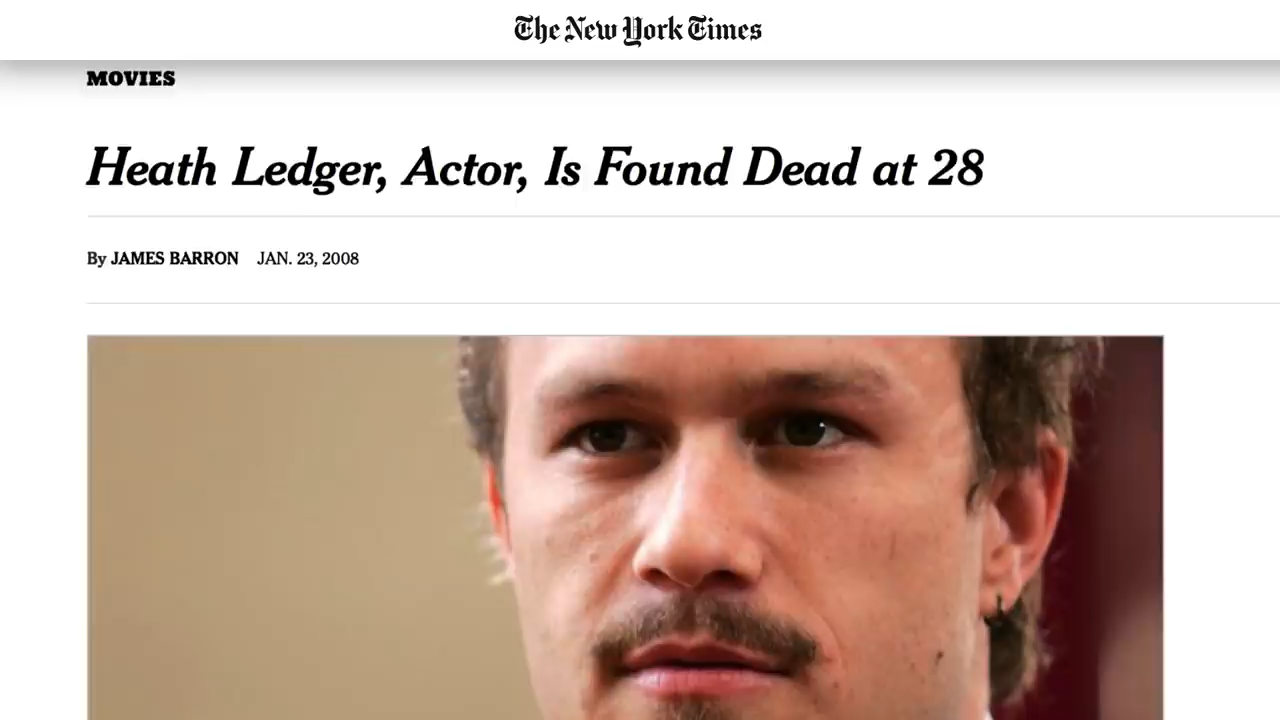 The New York Times
MOVIES
Heath Ledger, Actor, Is Found Dead at 28
By JAMES BARRON JAN. 23, 2008